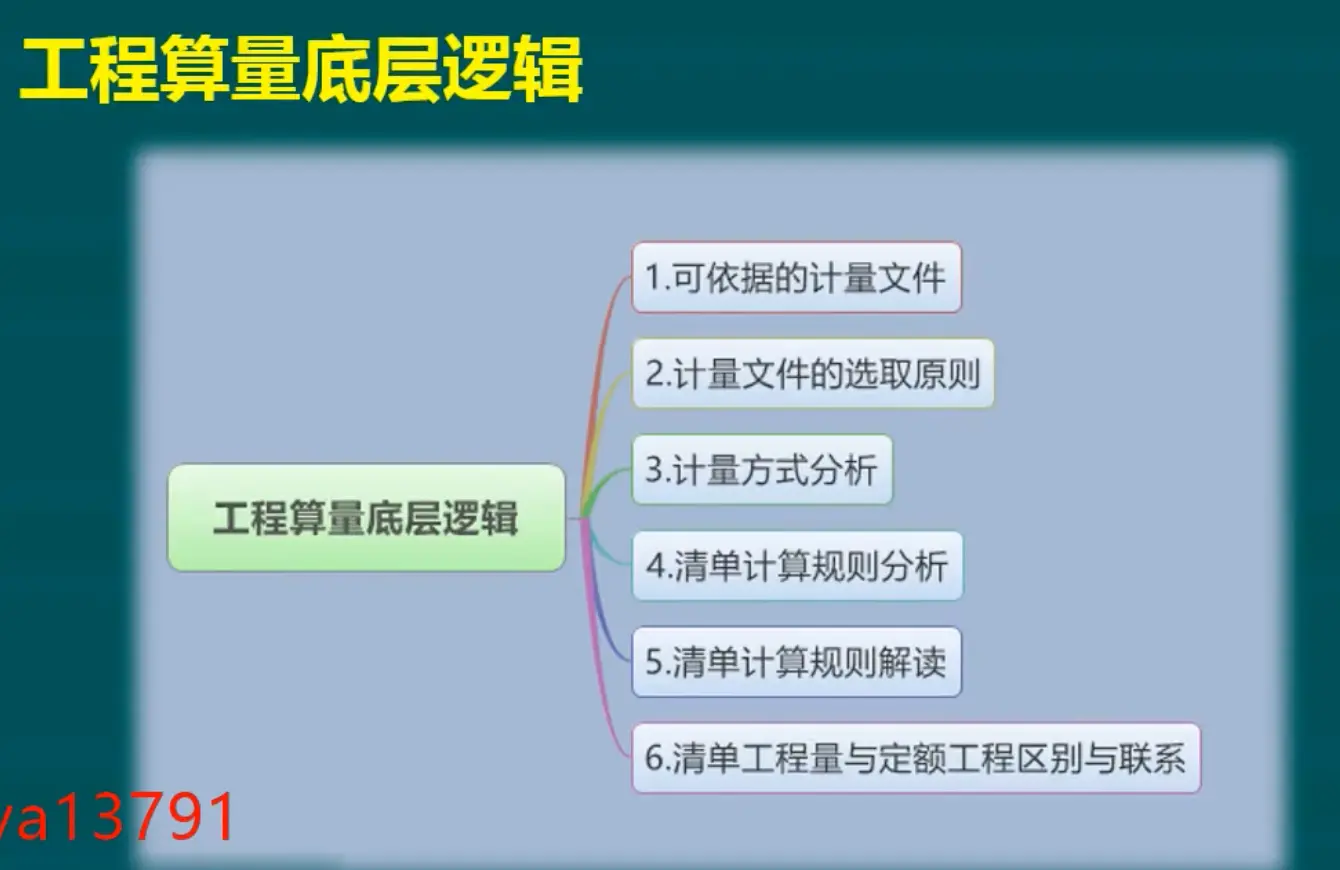 工程算量底层逻辑
1.可依据的计量文件
2.计量文件的选取原则
3.计量方式分析
4.清单计算规则分析
工程算量底层逻辑
5.清单计算规则解读
6.清单工程量与定额工程区别与联系
va13791